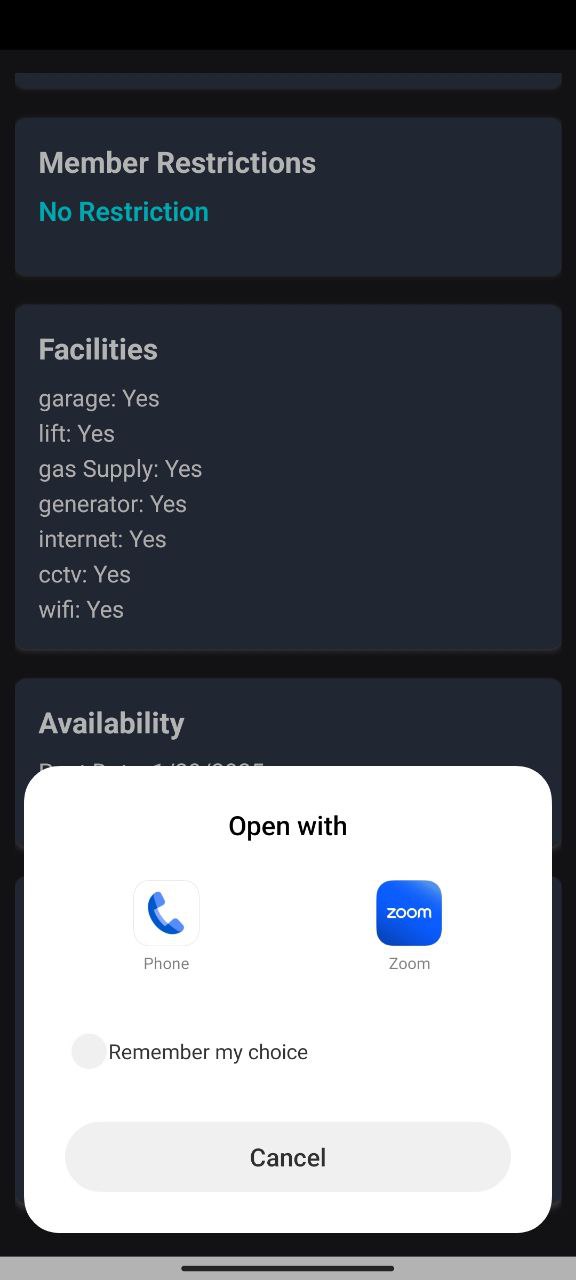 Member Restrictions
No Restriction
Facilities
garage: Yes
lift: Yes
gas Supply: Yes
generator: Yes
internet: Yes
cctv: Yes
wifi: Yes
Availability
Open with
zoom
Phone
Zoom
Remember my choice
Cancel